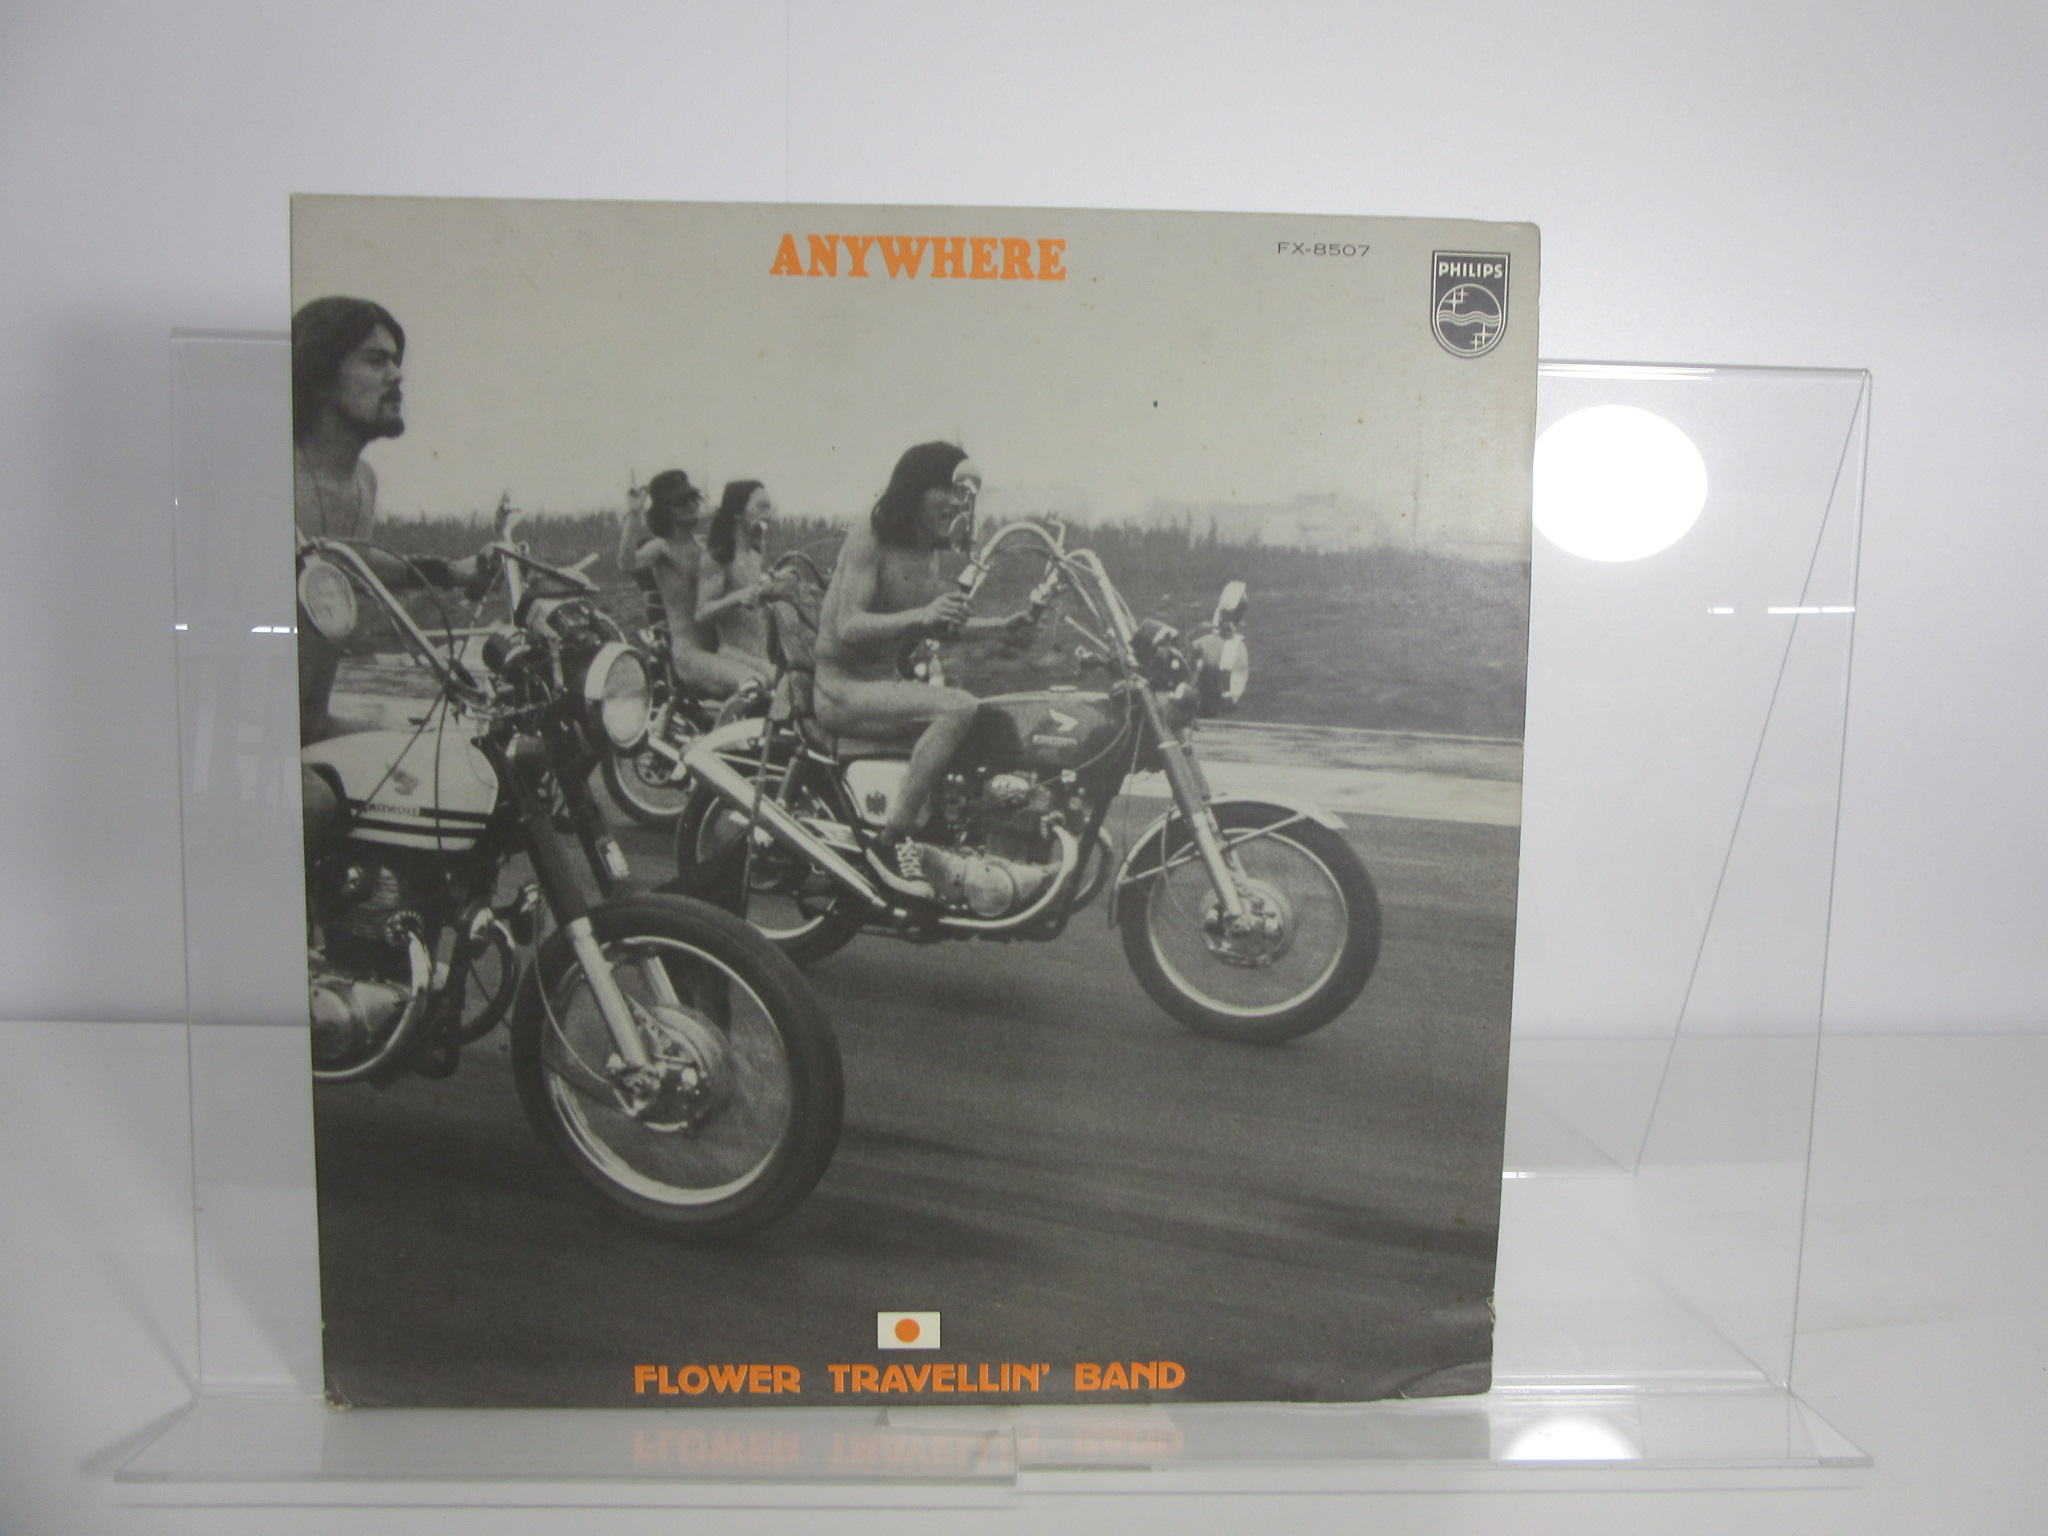 ANYWHERE
FX-8507
PHILIPS
FLOWER TRAVELLIN' BAND